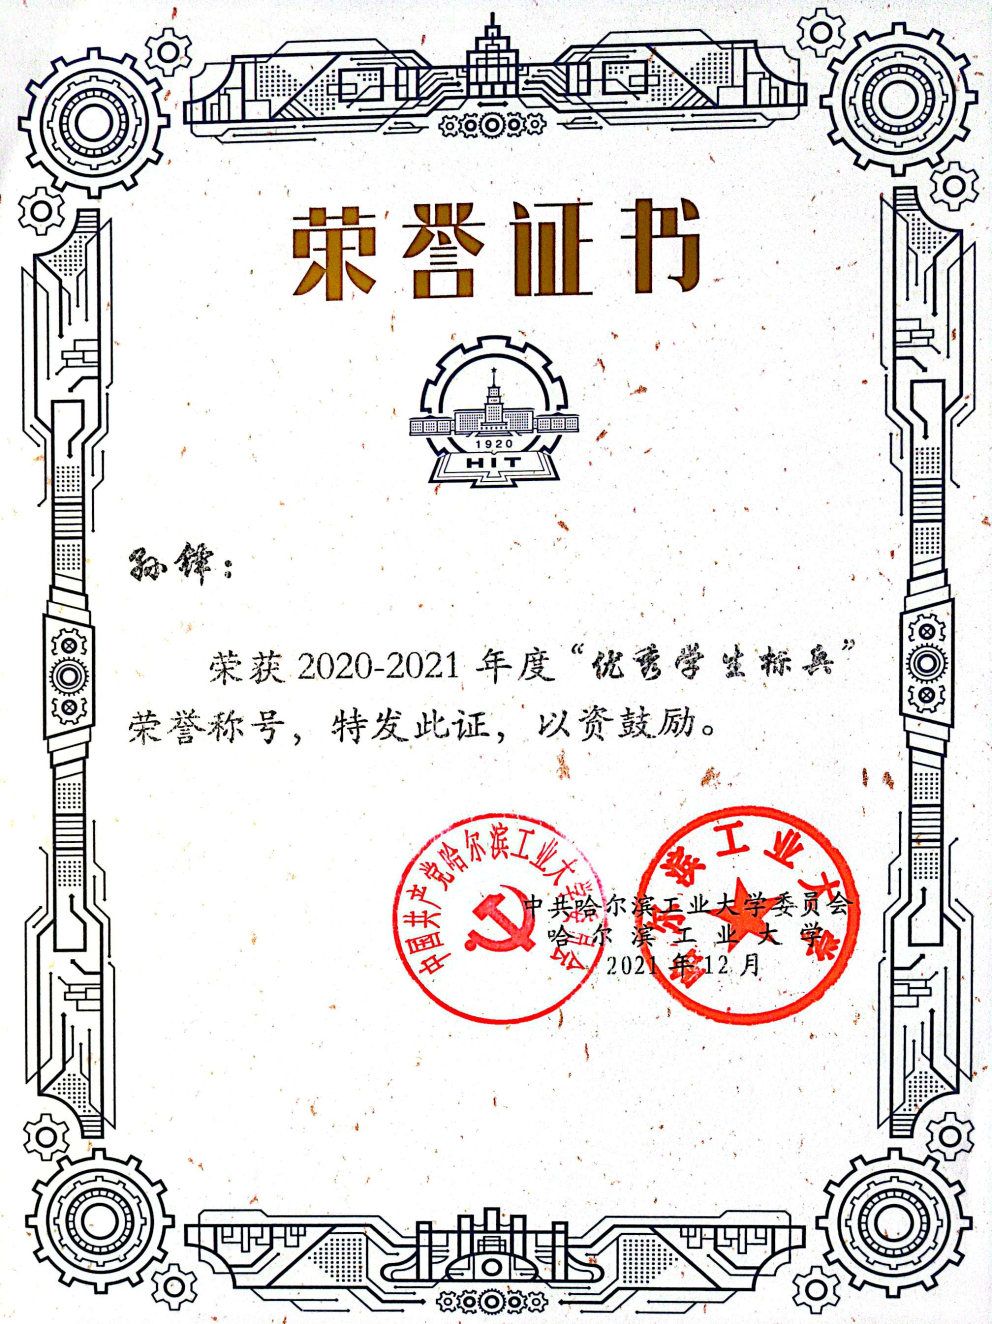 荣誉证书
1920
HIT
孙锋：
荣获 2020-2021 年度“优秀学生标兵”
荣誉称号，特发此证，以资鼓励。
中国共产党哈尔滨工业大学委员会
哈尔滨工业大学
中共哈尔滨工业大学委员会
哈尔滨工业大学
2021 年 12 月